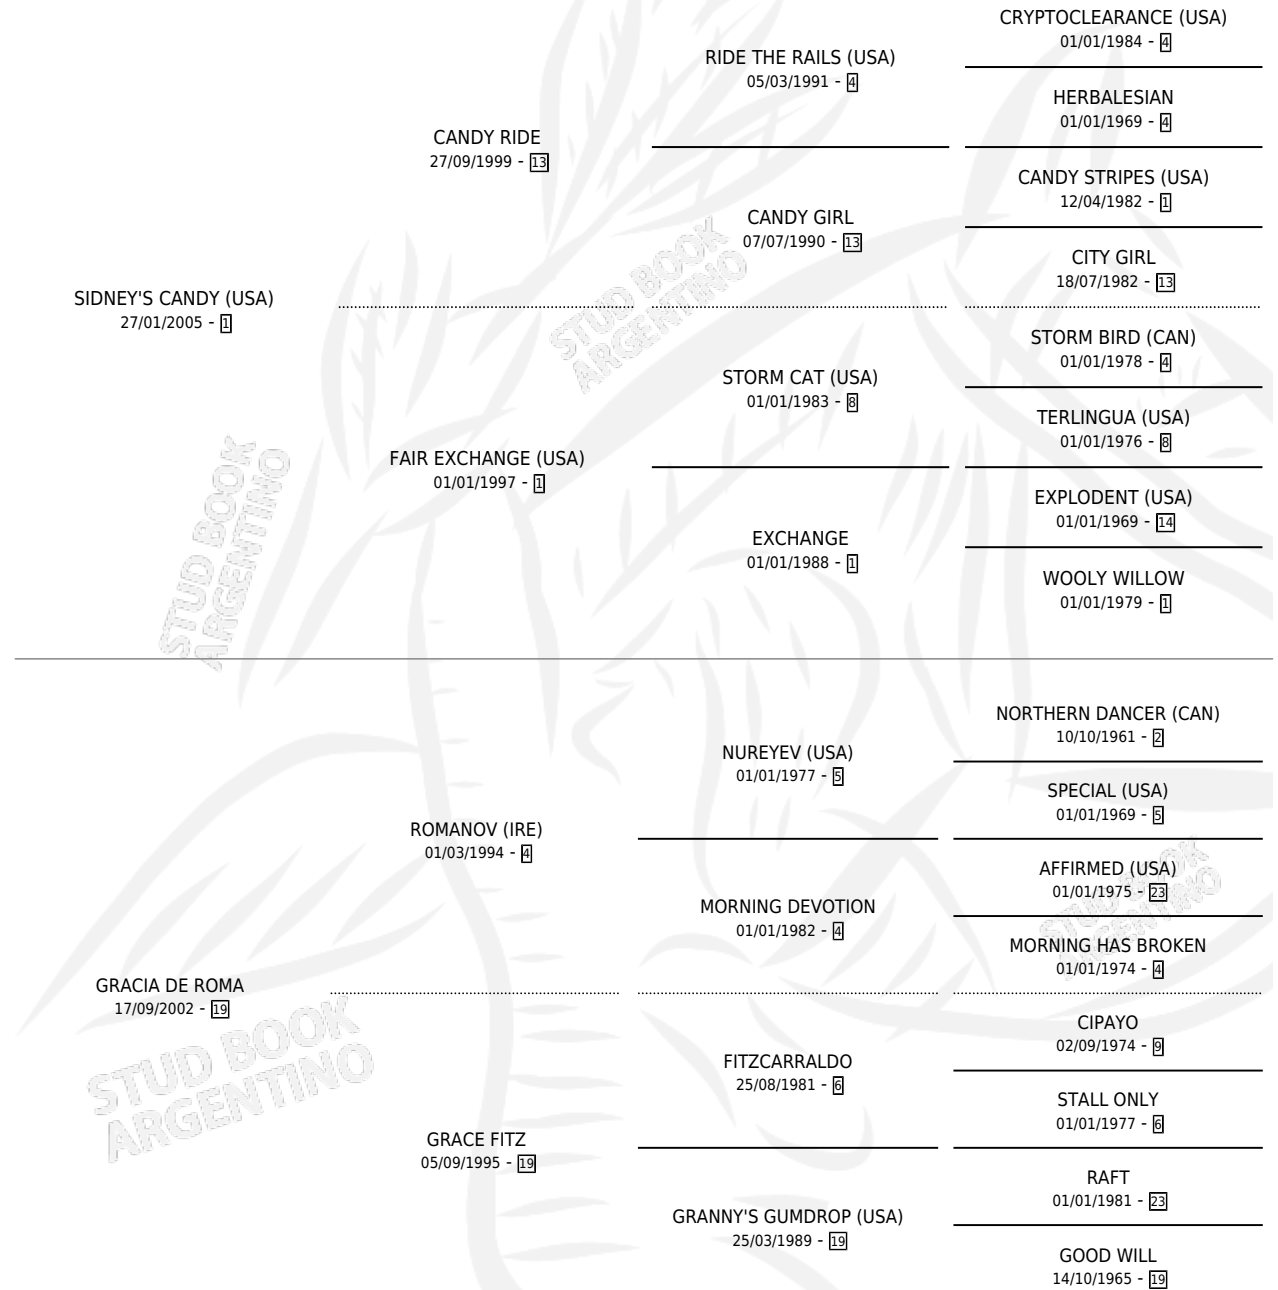 SIDNEY'S CANDY (USA)
27/01/2005 - 1
CANDY RIDE
27/09/1999 - 13
RIDE THE RAILS (USA)
05/03/1991 - 4
CRYPTOCLEARANCE (USA)
01/01/1984 - 4
HERBALESIAN
01/01/1969 - 4
CANDY GIRL
07/07/1990 - 13
CANDY STRIPES (USA)
12/04/1982 - 1
CITY GIRL
18/07/1982 - 13
FAIR EXCHANGE (USA)
01/01/1997 - 1
STORM CAT (USA)
01/01/1983 - 8
STORM BIRD (CAN)
01/01/1978 - 4
TERLINGUA (USA)
01/01/1976 - 8
EXCHANGE
01/01/1988 - 1
EXPLODENT (USA)
01/01/1969 - 14
WOOLY WILLOW
01/01/1979 - 1
GRACIA DE ROMA
17/09/2002 - 19
ROMANOV (IRE)
01/03/1994 - 4
NUREYEV (USA)
01/01/1977 - 5
NORTHERN DANCER (CAN)
10/10/1961 - 2
SPECIAL (USA)
01/01/1969 - 5
MORNING DEVOTION
01/01/1982 - 4
AFFIRMED (USA)
01/01/1975 - 23
MORNING HAS BROKEN
01/01/1974 - 4
GRACE FITZ
05/09/1995 - 19
FITZCARRALDO
25/08/1981 - 6
CIPAYO
02/09/1974 - 9
STALL ONLY
01/01/1977 - 6
GRANNY'S GUMDROP (USA)
25/03/1989 - 19
RAFT
01/01/1981 - 23
GOOD WILL
14/10/1965 - 19
STUD BOOK
ARGENTINO
STUD BOOK
ARGENTINO
STUD BOOK
ARGENTINO
STUD BOOK
ARGENTINO